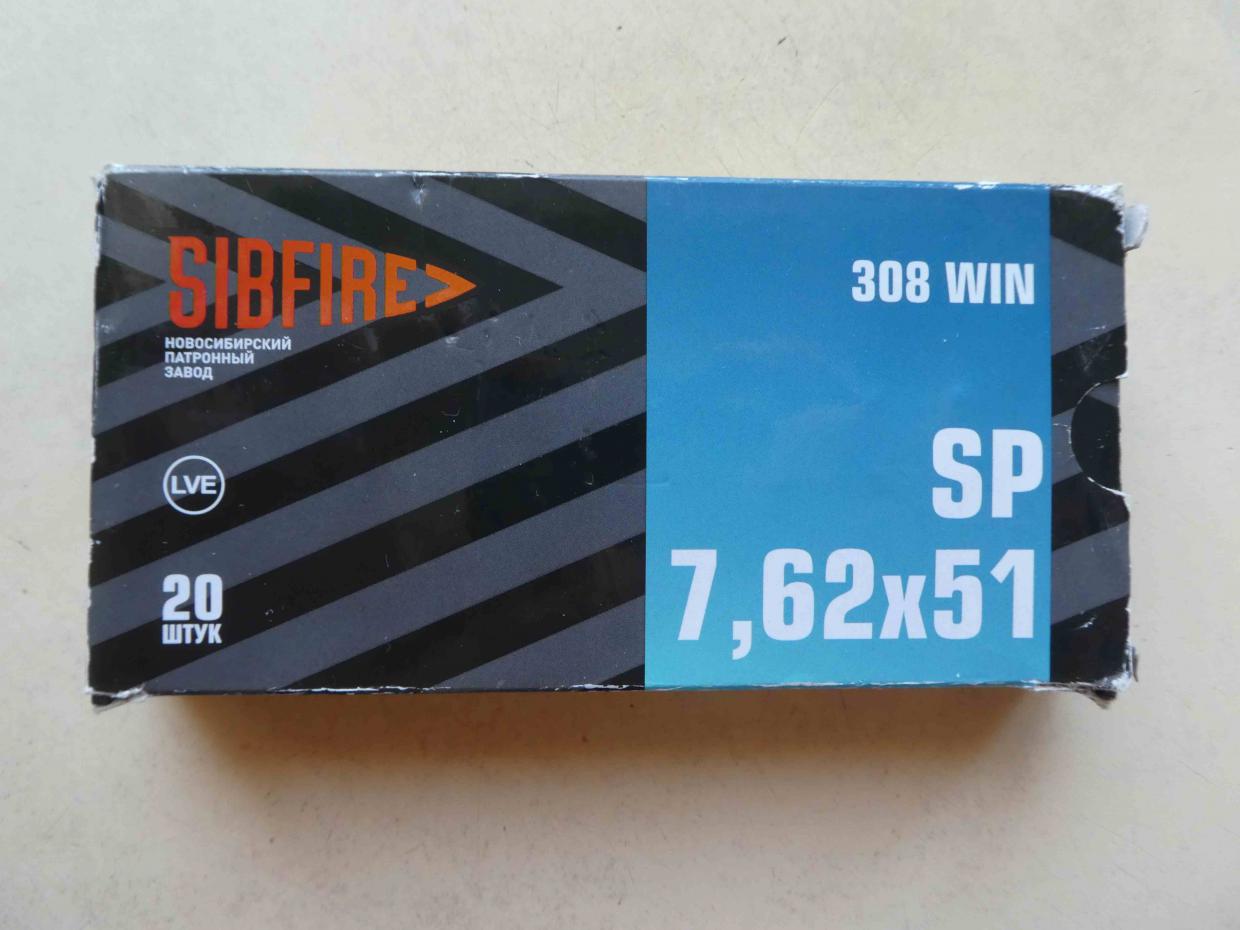 SIBFIRE>
НОВОСИБИРСКИЙ
ПАТРОННЫЙ
ЗАВОД
LVE
20
ШТУК
308 WIN
SP
7,62x51